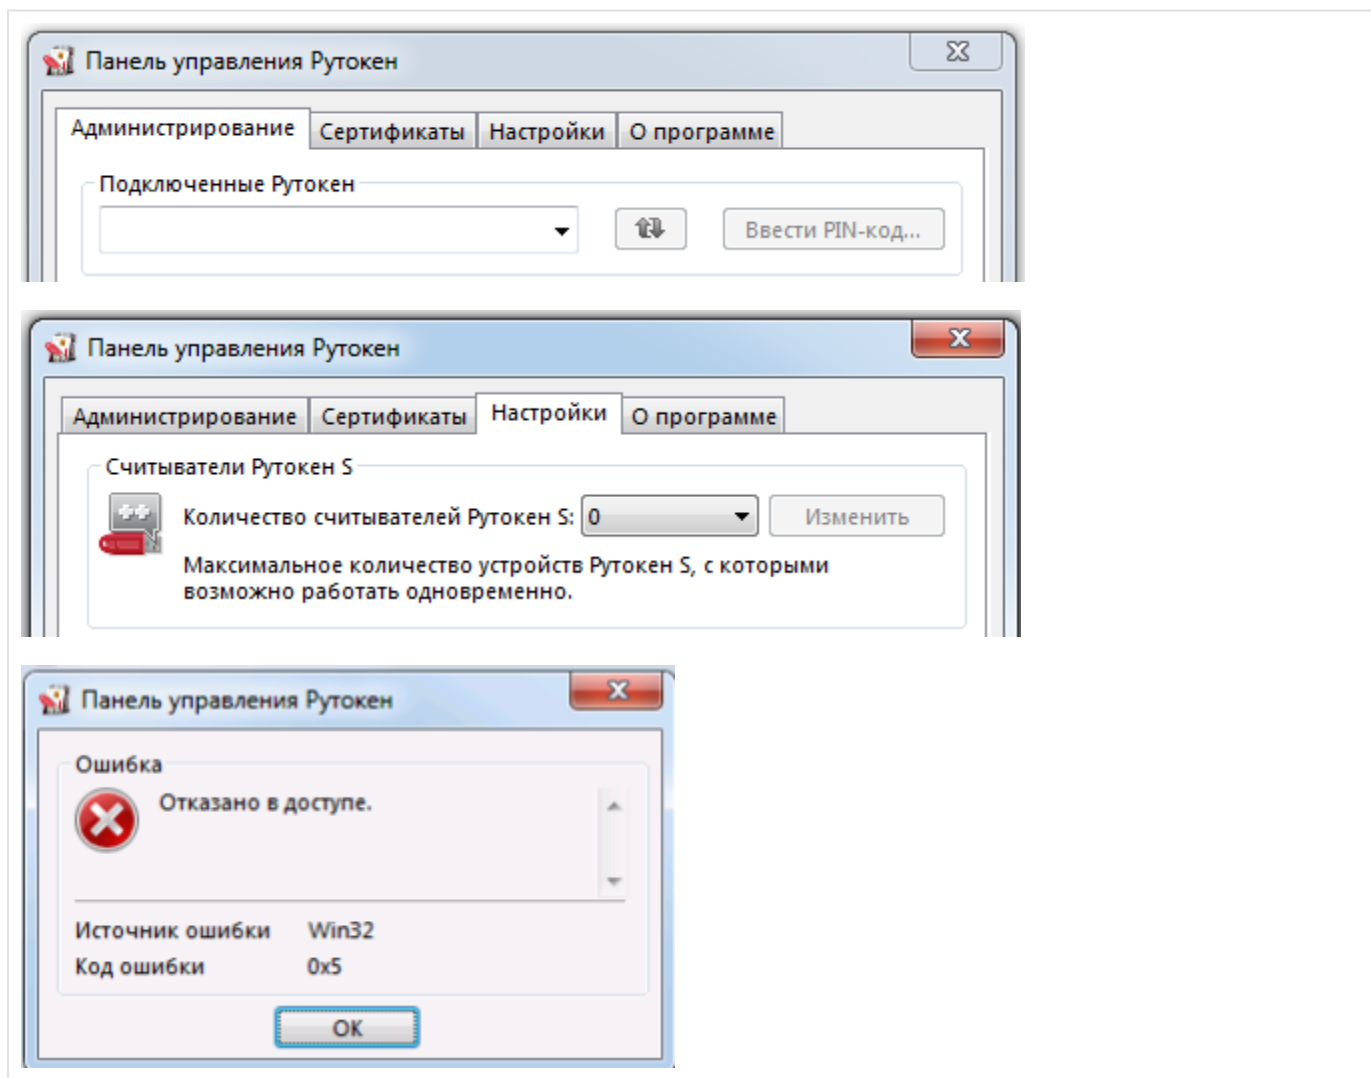 Панель управления Рутокен
Администрирование Сертификаты Настройки О программе
Подключенные Рутокен
Ввести PIN-код...
Панель управления Рутокен
Администрирование Сертификаты Настройки О программе
Считыватели Рутокен S
Количество считывателей Рутокен S: 0 Изменить
Максимальное количество устройств Рутокен S, с которыми
возможно работать одновременно.
Панель управления Рутокен
Ошибка
Отказано в доступе.
Источник ошибки Win32
Код ошибки 0x5
OK